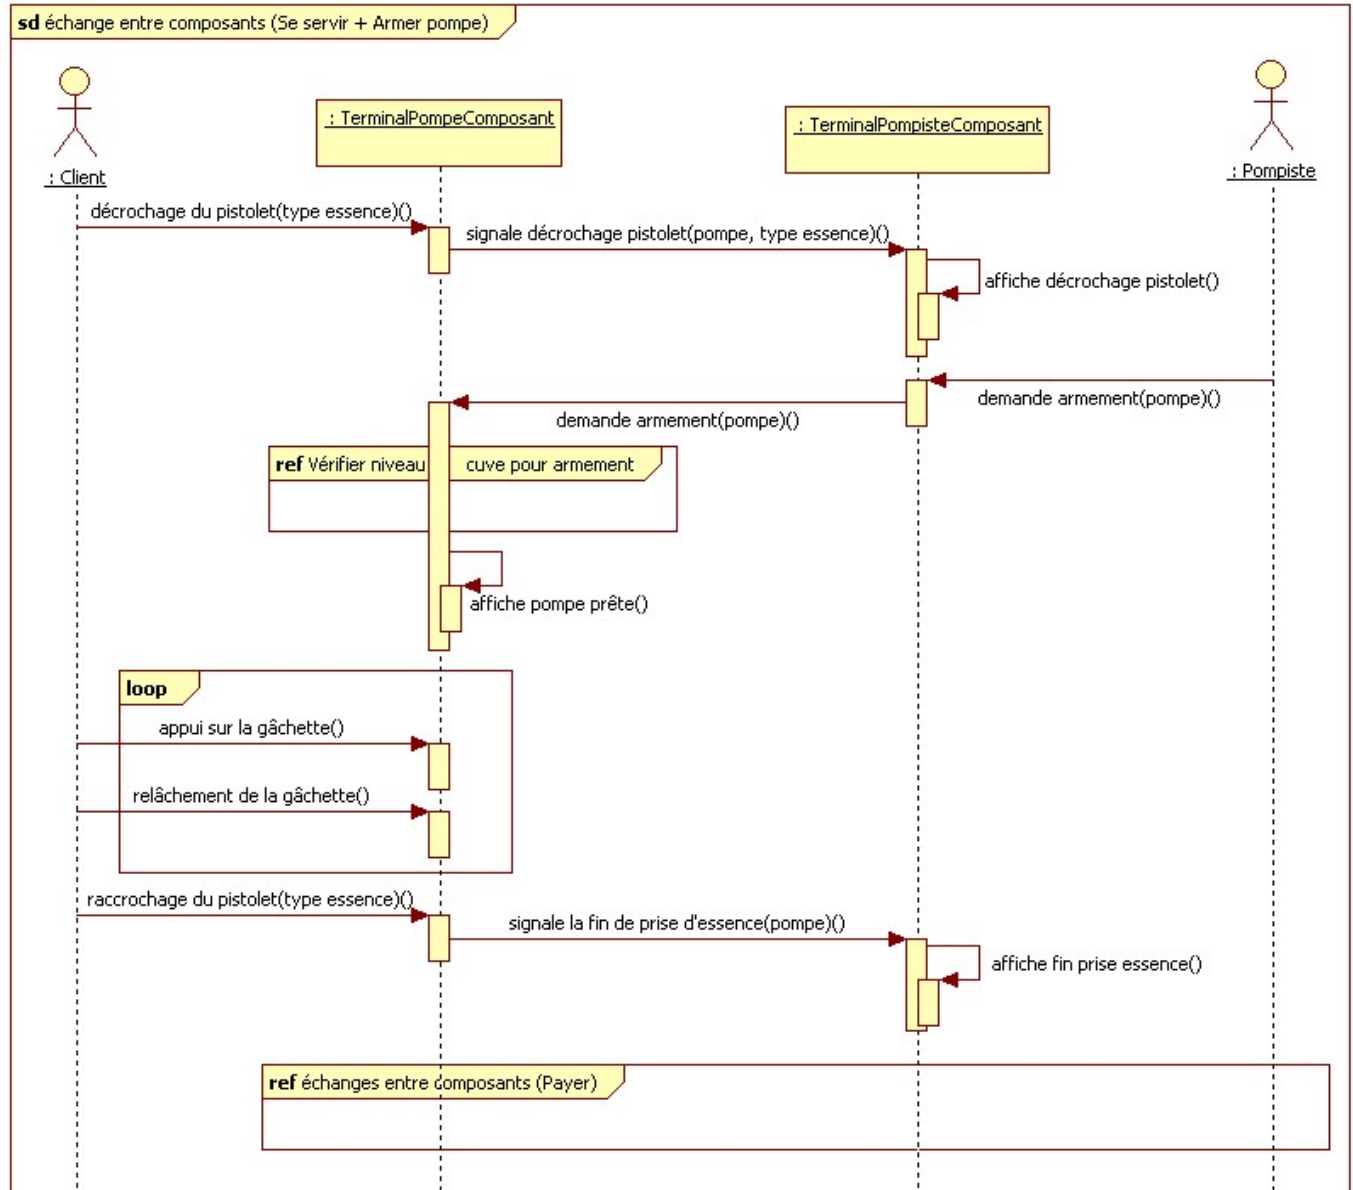 sd échange entre composants (Se servir + Armer pompe)
: TerminalPompeComposant
: TerminalPompisteComposant
: Client
: Pompiste
décrochage du pistolet(type essence)()
signale décrochage pistolet(pompe, type essence)()
affiche décrochage pistolet()
demande armement(pompe)()
demande armement(pompe)()
ref Vérifier niveau cuve pour armement
affiche pompe prête()
loop
appui sur la gâchette()
relâchement de la gâchette()
raccrochage du pistolet(type essence)()
signale la fin de prise d'essence(pompe)()
affiche fin prise essence()
ref échanges entre composants (Payer)